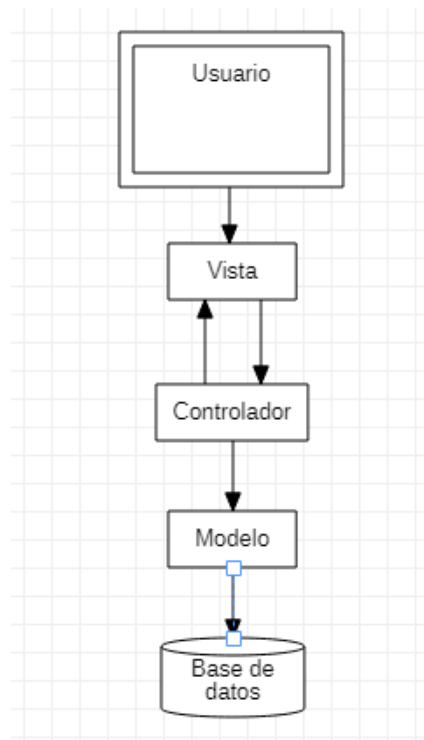 Usuario
Vista
Controlador
Modelo
Base de
datos